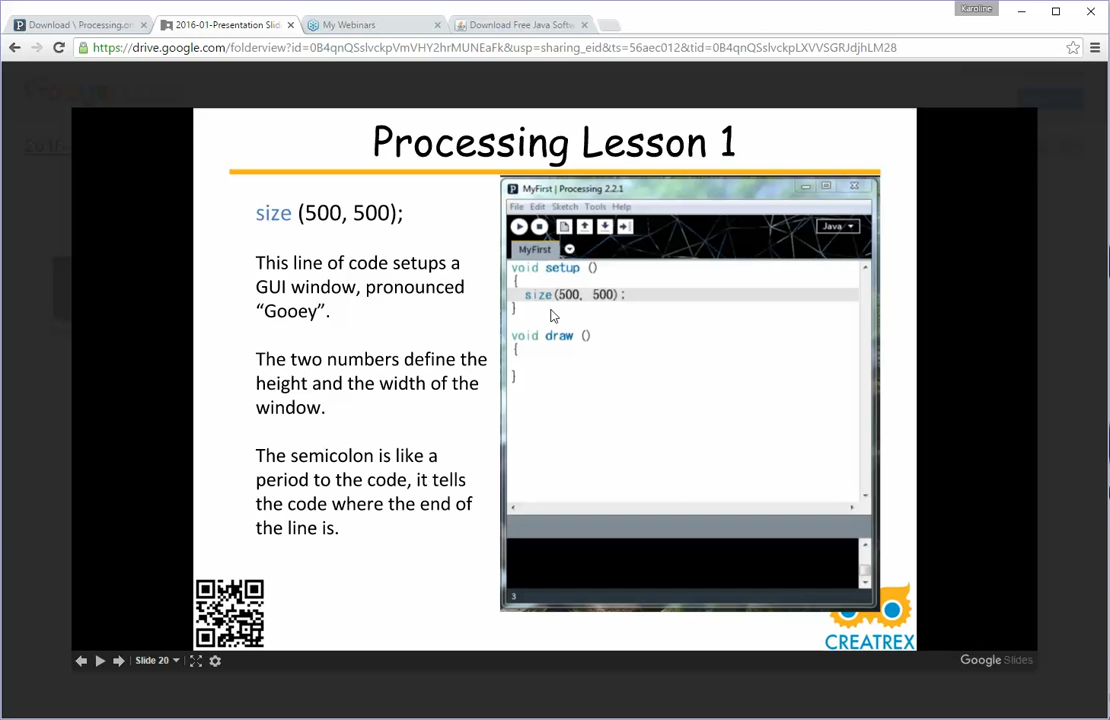 Karoline
Download \ Processing.or
2016-01-Presentation Slid
My Webinars
Download Free Java Softw
https://drive.google.com/folderview?id=0B4qnQSslvckpVmVHY2hrMUNEaFk&usp=sharing_eid&ts=56aec012&tid=0B4qnQSslvckpLXVVSGRJdjhLM28
Processing Lesson 1
size (500, 500);
This line of code setups a
GUI window, pronounced
“Gooey”.
The two numbers define the
height and the width of the
window.
The semicolon is like a
period to the code, it tells
the code where the end of
the line is.
MyFirst | Processing 2.2.1
File Edit Sketch Tools Help
Java
MyFirst
void setup ()
{
size(500, 500);
}
void draw ()
{
}
3
CREATREX
Slide 20
Google Slides